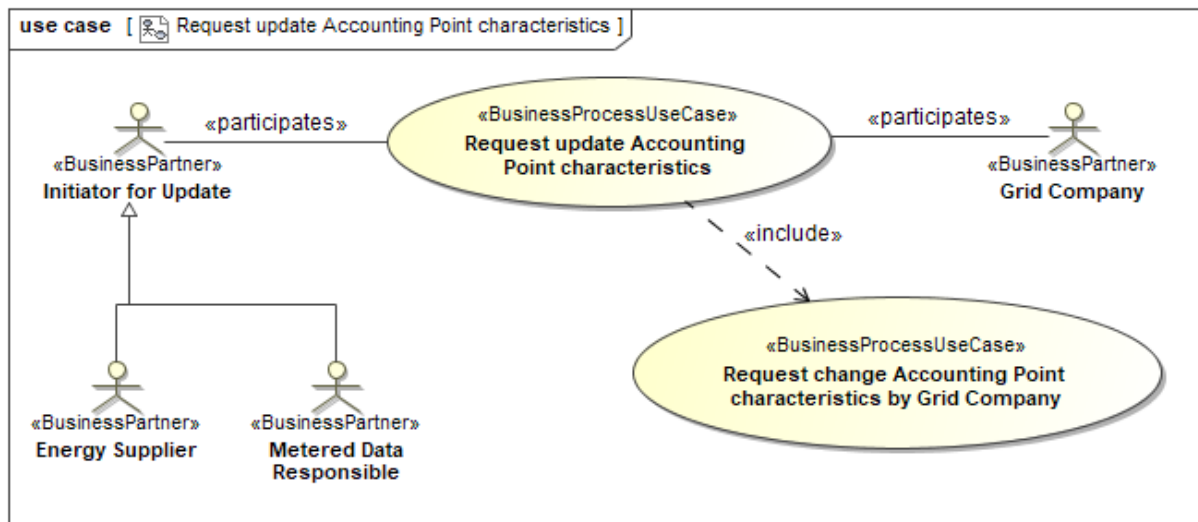 use case [ Request update Accounting Point characteristics ]
«participates»
«BusinessPartner»
Initiator for Update
«BusinessProcessUseCase»
Request update Accounting
Point characteristics
«participates»
«BusinessPartner»
Grid Company
«include»
«BusinessProcessUseCase»
Request change Accounting Point
characteristics by Grid Company
«BusinessPartner»
Energy Supplier
«BusinessPartner»
Metered Data
Responsible